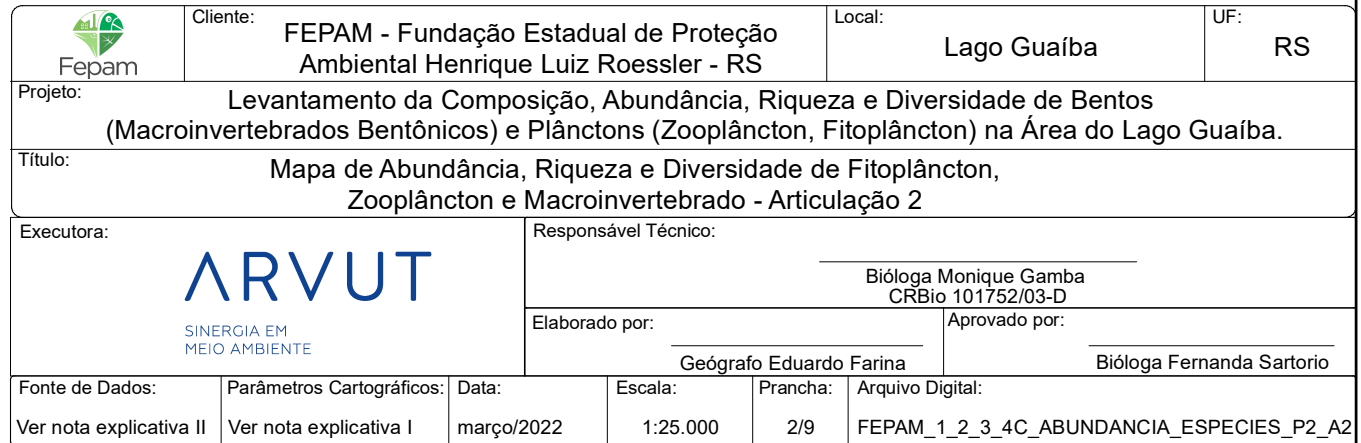 Fepam
Cliente:
FEPAM - Fundação Estadual de Proteção
Ambiental Henrique Luiz Roessler - RS
Local:
Lago Guaíba
UF:
RS
Projeto:
Levantamento da Composição, Abundância, Riqueza e Diversidade de Bentos
(Macroinvertebrados Bentônicos) e Plânctons (Zooplâncton, Fitoplâncton) na Área do Lago Guaíba.
Título:
Mapa de Abundância, Riqueza e Diversidade de Fitoplâncton,
Zooplâncton e Macroinvertebrado - Articulação 2
Executora:
ARVUT
SINERGIA EM
MEIO AMBIENTE
Responsável Técnico:
Bióloga Monique Gamba
CRBio 101752/03-D
Elaborado por:
Geógrafo Eduardo Farina
Aprovado por:
Bióloga Fernanda Sartorio
Fonte de Dados:
Ver nota explicativa II
Parâmetros Cartográficos:
Ver nota explicativa I
Data:
março/2022
Escala:
1:25.000
Prancha:
2/9
Arquivo Digital:
FEPAM_1_2_3_4C_ABUNDANCIA_ESPECIES_P2_A2